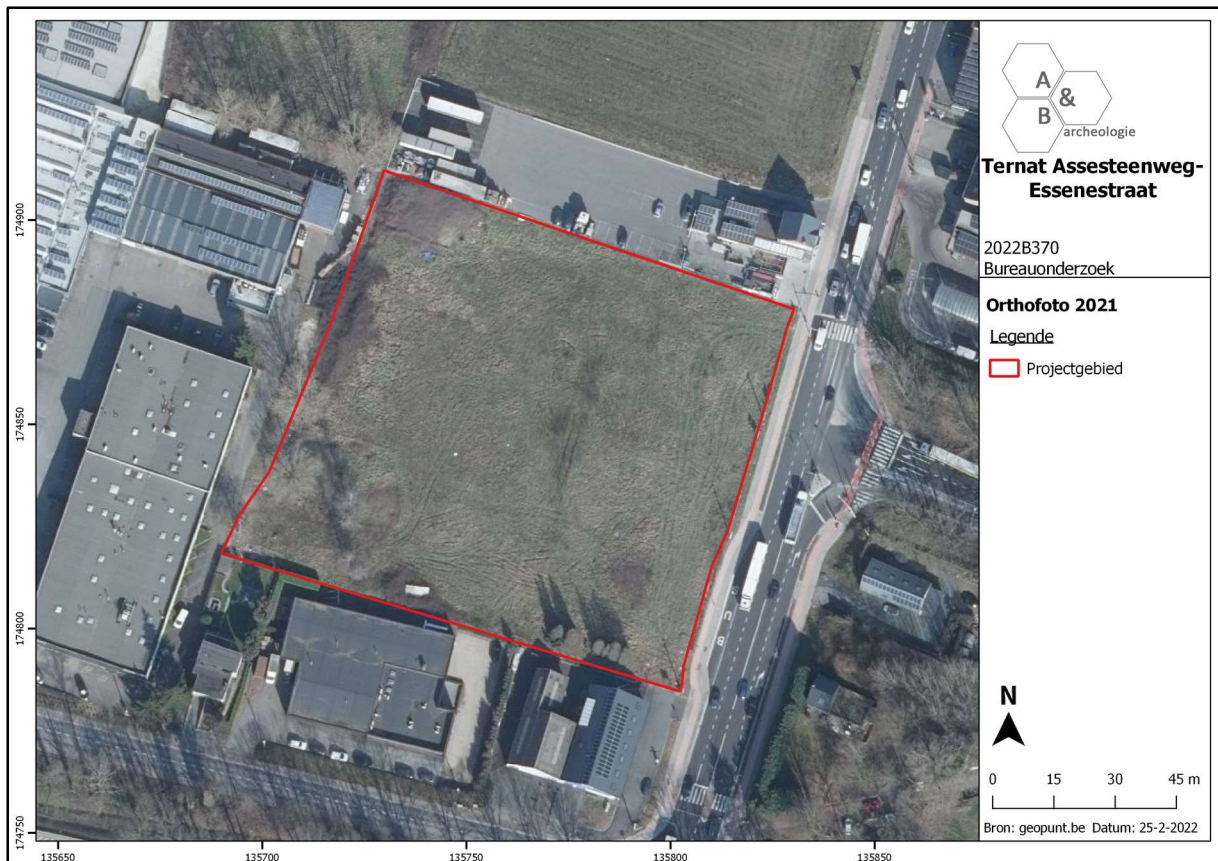 A
&
B
archeologie
Ternat Assesteenweg-
Essenestraat
2022B370
Bureauonderzoek
Orthofoto 2021
Legende
Projectgebied
N
0 15 30 45 m
Bron: geopunt.be Datum: 25-2-2022
174900
174850
174800
174750
135650 135700 135750 135800 135850